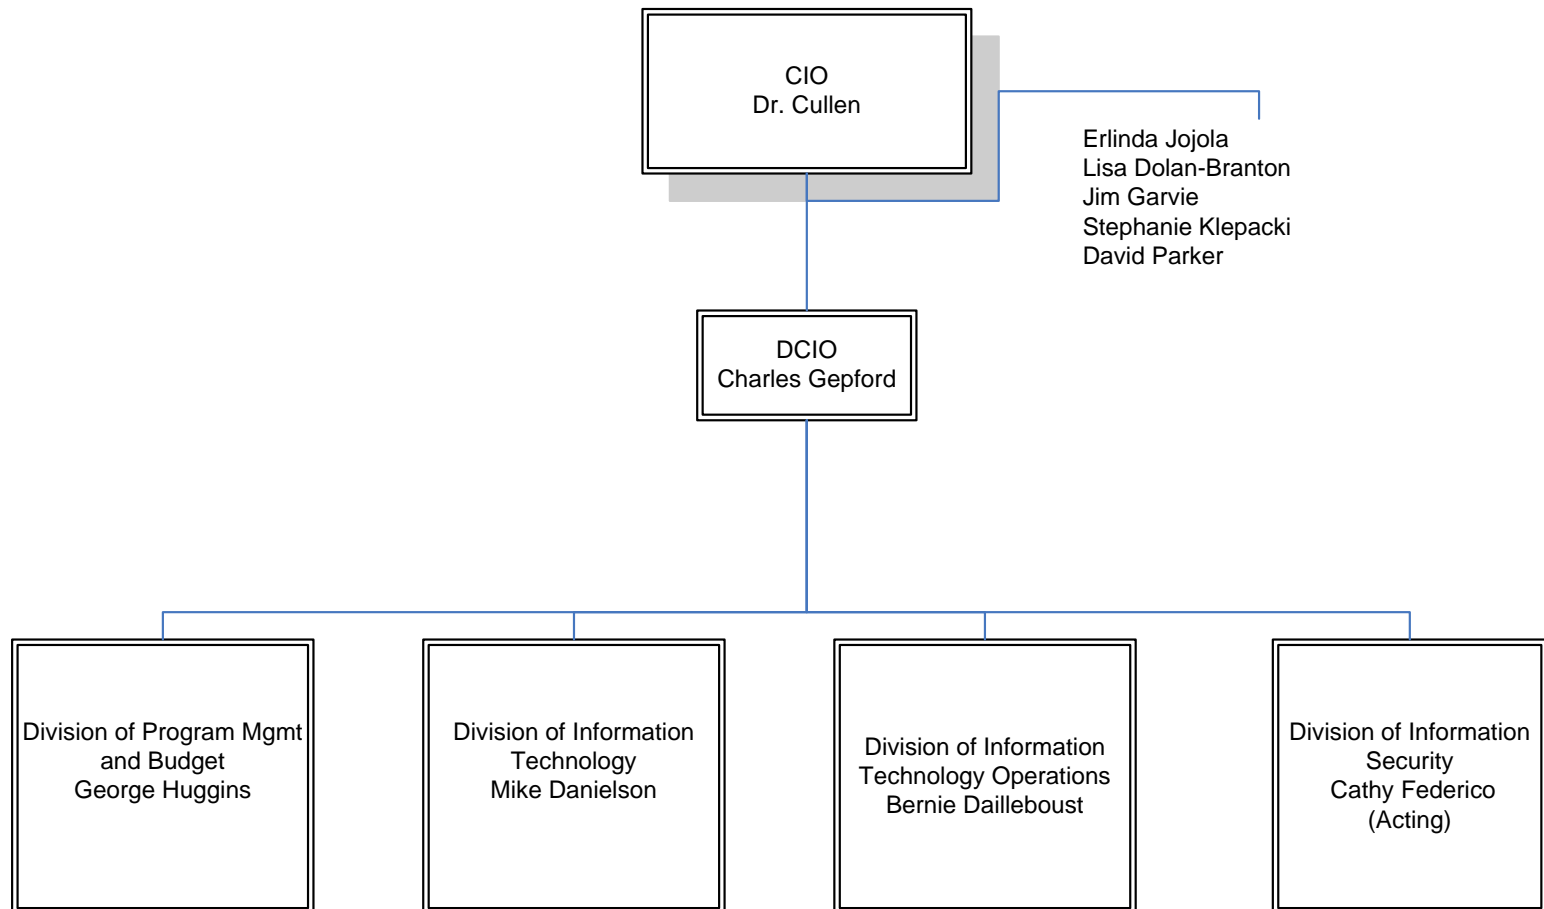 CIO
Dr. Cullen
Erlinda Jojola
Lisa Dolan-Branton
Jim Garvie
Stephanie Klepacki
David Parker
DCIO
Charles Gepford
Division of Program Mgmt
and Budget
George Huggins
Division of Information
Technology
Mike Danielson
Division of Information
Technology Operations
Bernie Dailleboust
Division of Information
Security
Cathy Federico
(Acting)